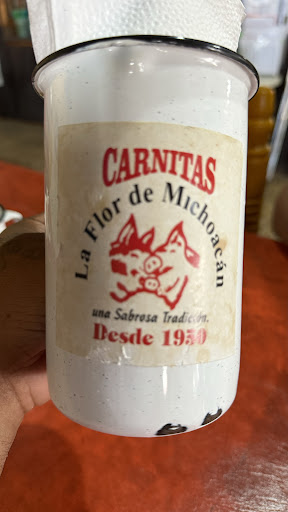 CARNITAS
La Flor de Michoacán
una Sabrosa Tradición.
Desde 1950